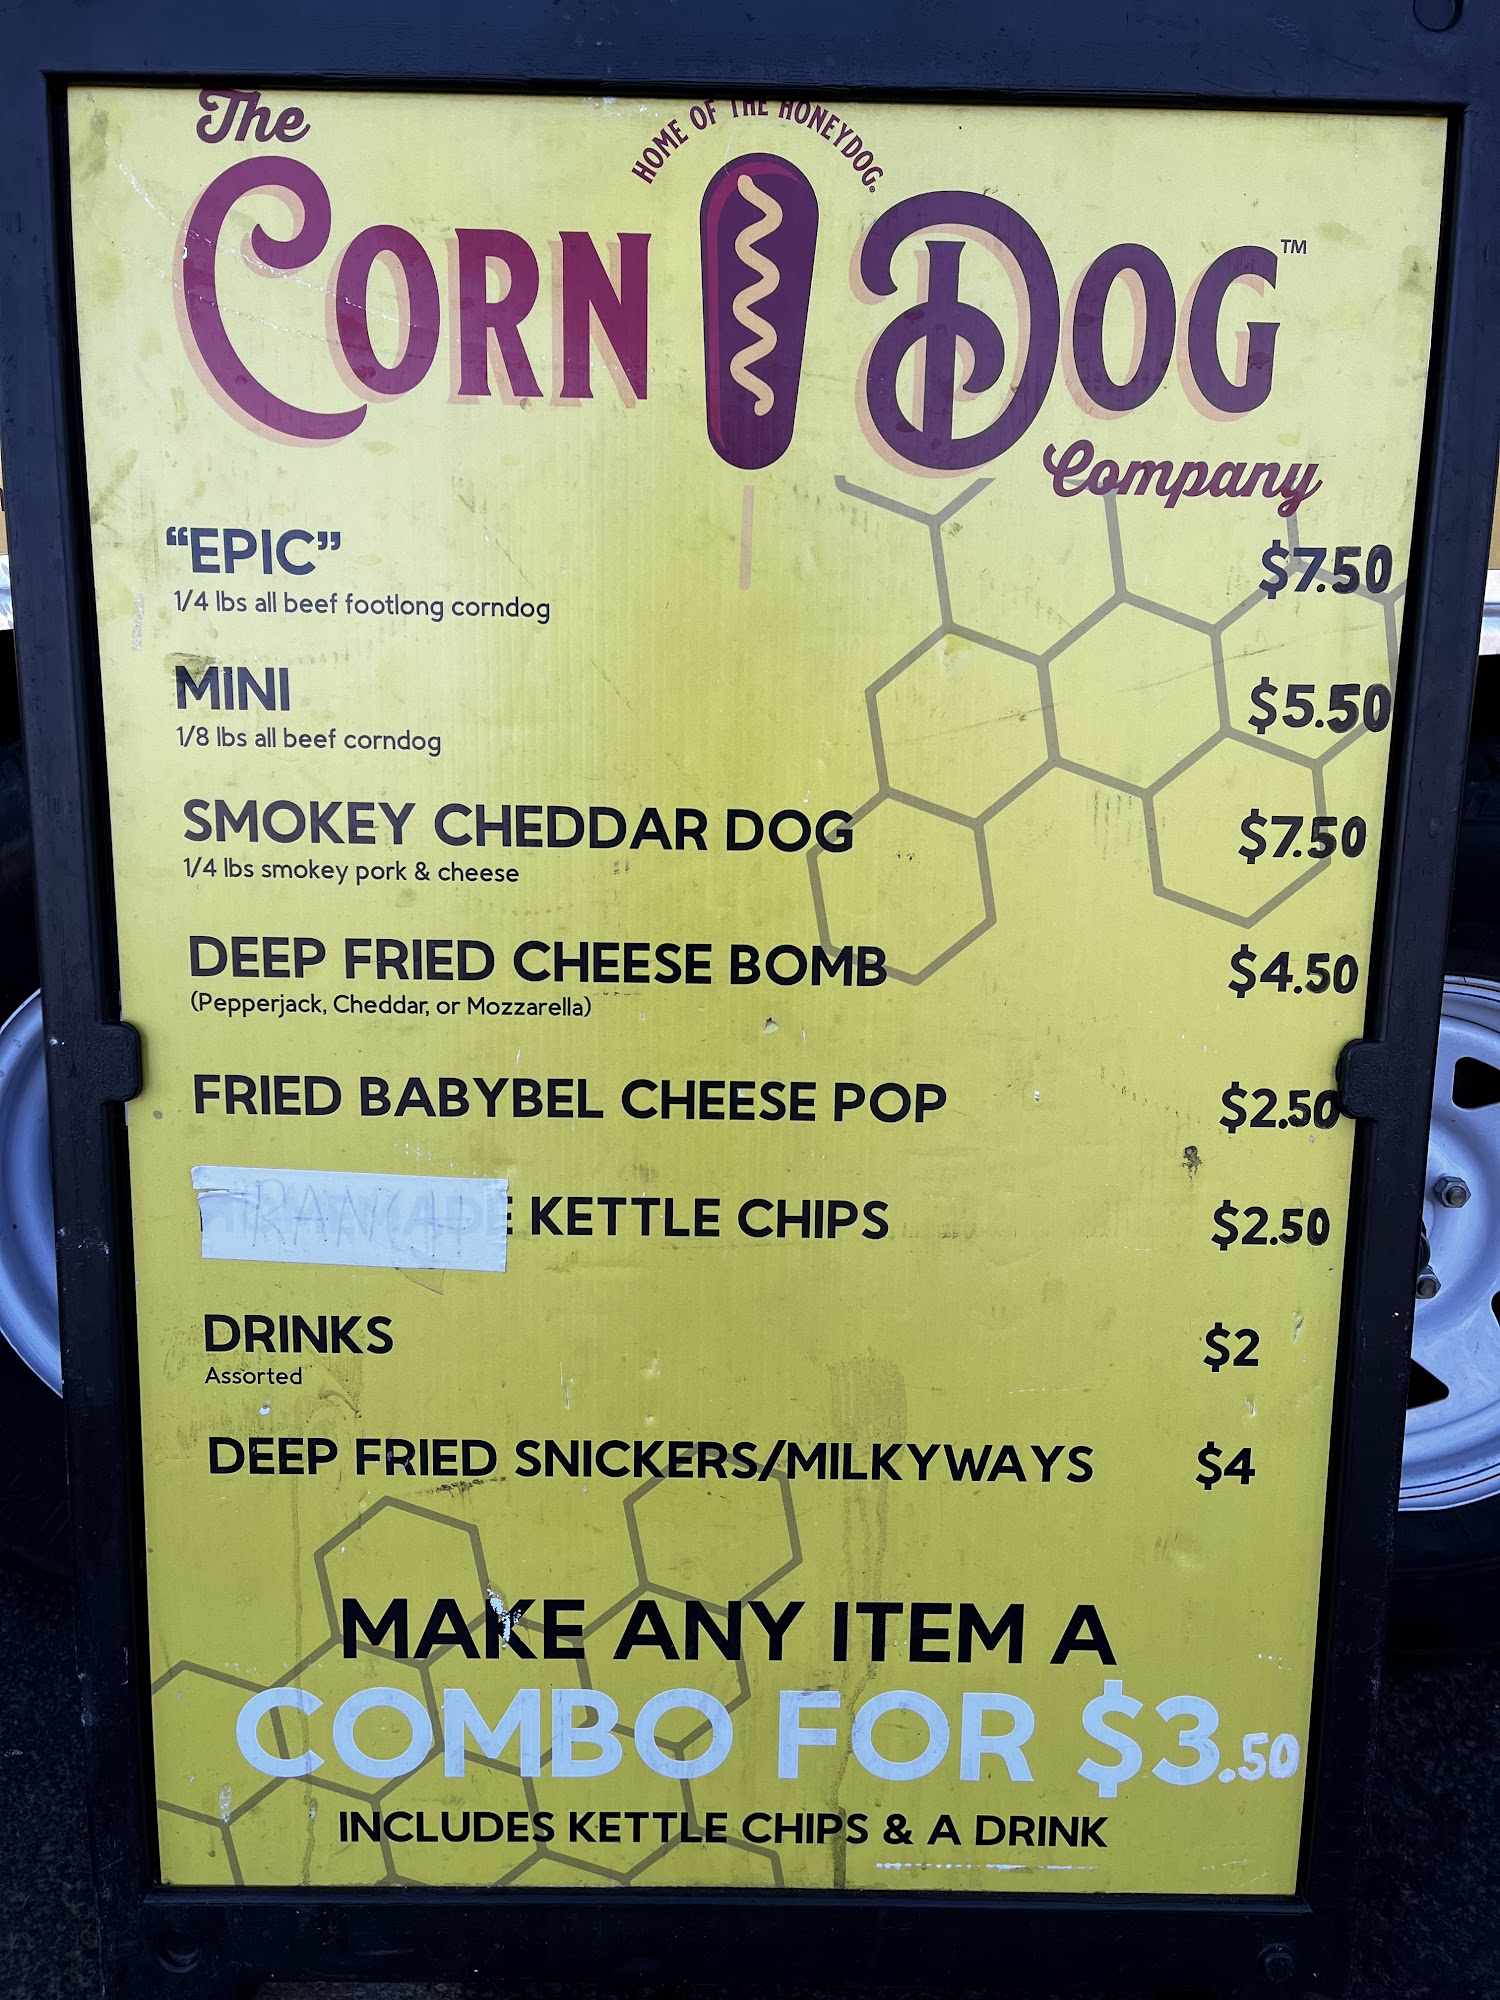 The
HOME OF THE HONEYDOG®
CORN DOG™
Company
“EPIC” $7.50
1/4 lbs all beef footlong corndog
MINI $5.50
1/8 lbs all beef corndog
SMOKEY CHEDDAR DOG $7.50
1/4 lbs smokey pork & cheese
DEEP FRIED CHEESE BOMB $4.50
(Pepperjack, Cheddar, or Mozzarella)
FRIED BABYBEL CHEESE POP $2.50
KETTLE CHIPS $2.50
DRINKS $2
Assorted
DEEP FRIED SNICKERS/MILKYWAYS $4
MAKE ANY ITEM A
COMBO FOR $3.50
INCLUDES KETTLE CHIPS & A DRINK